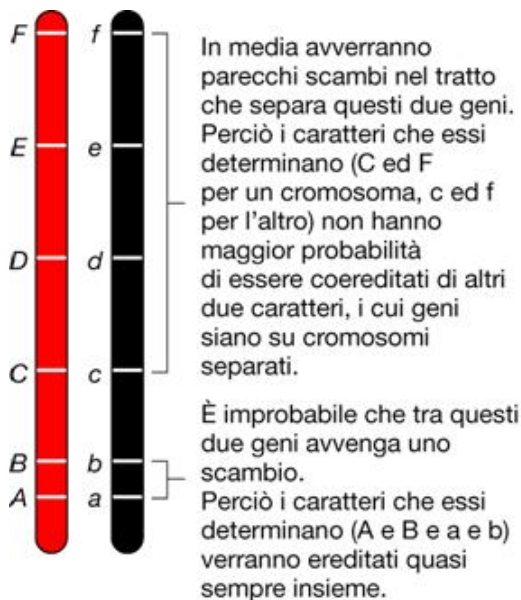 F f
E e
D d
C c
B b
A a
In media avverranno
parecchi scambi nel tratto
che separa questi due geni.
Perciò i caratteri che essi
determinano (C ed F
per un cromosoma, c ed f
per l'altro) non hanno
maggior probabilità
di essere coereditati di altri
due caratteri, i cui geni
siano su cromosomi
separati.
È improbabile che tra questi
due geni avvenga uno
scambio.
Perciò i caratteri che essi
determinano (A e B e a e b)
verranno ereditati quasi
sempre insieme.